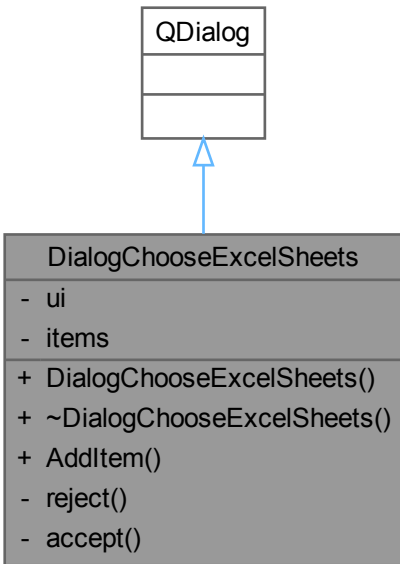 QDialog
DialogChooseExcelSheets
- ui
- items
+ DialogChooseExcelSheets()
+ ~DialogChooseExcelSheets()
+ AddItem()
- reject()
- accept()